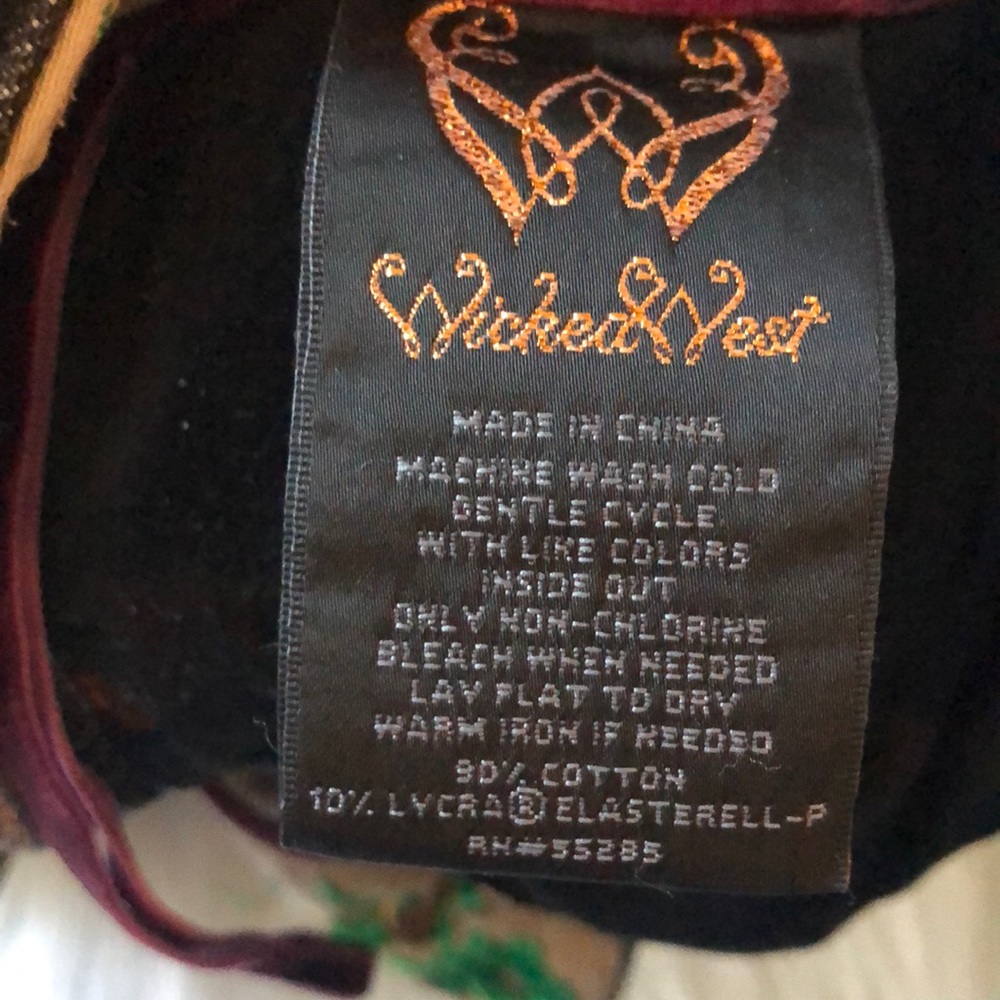 Wicked West
MADE IN CHINA
MACHINE WASH COLD
GENTLE CYCLE
WITH LIKE COLORS
INSIDE OUT
ONLY NON-CHLORINE
BLEACH WHEN NEEDED
LAY FLAT TO DRY
WARM IRON IF NEEDED
90% COTTON
10% LYCRA® ELASTERELL-P
RN#55285